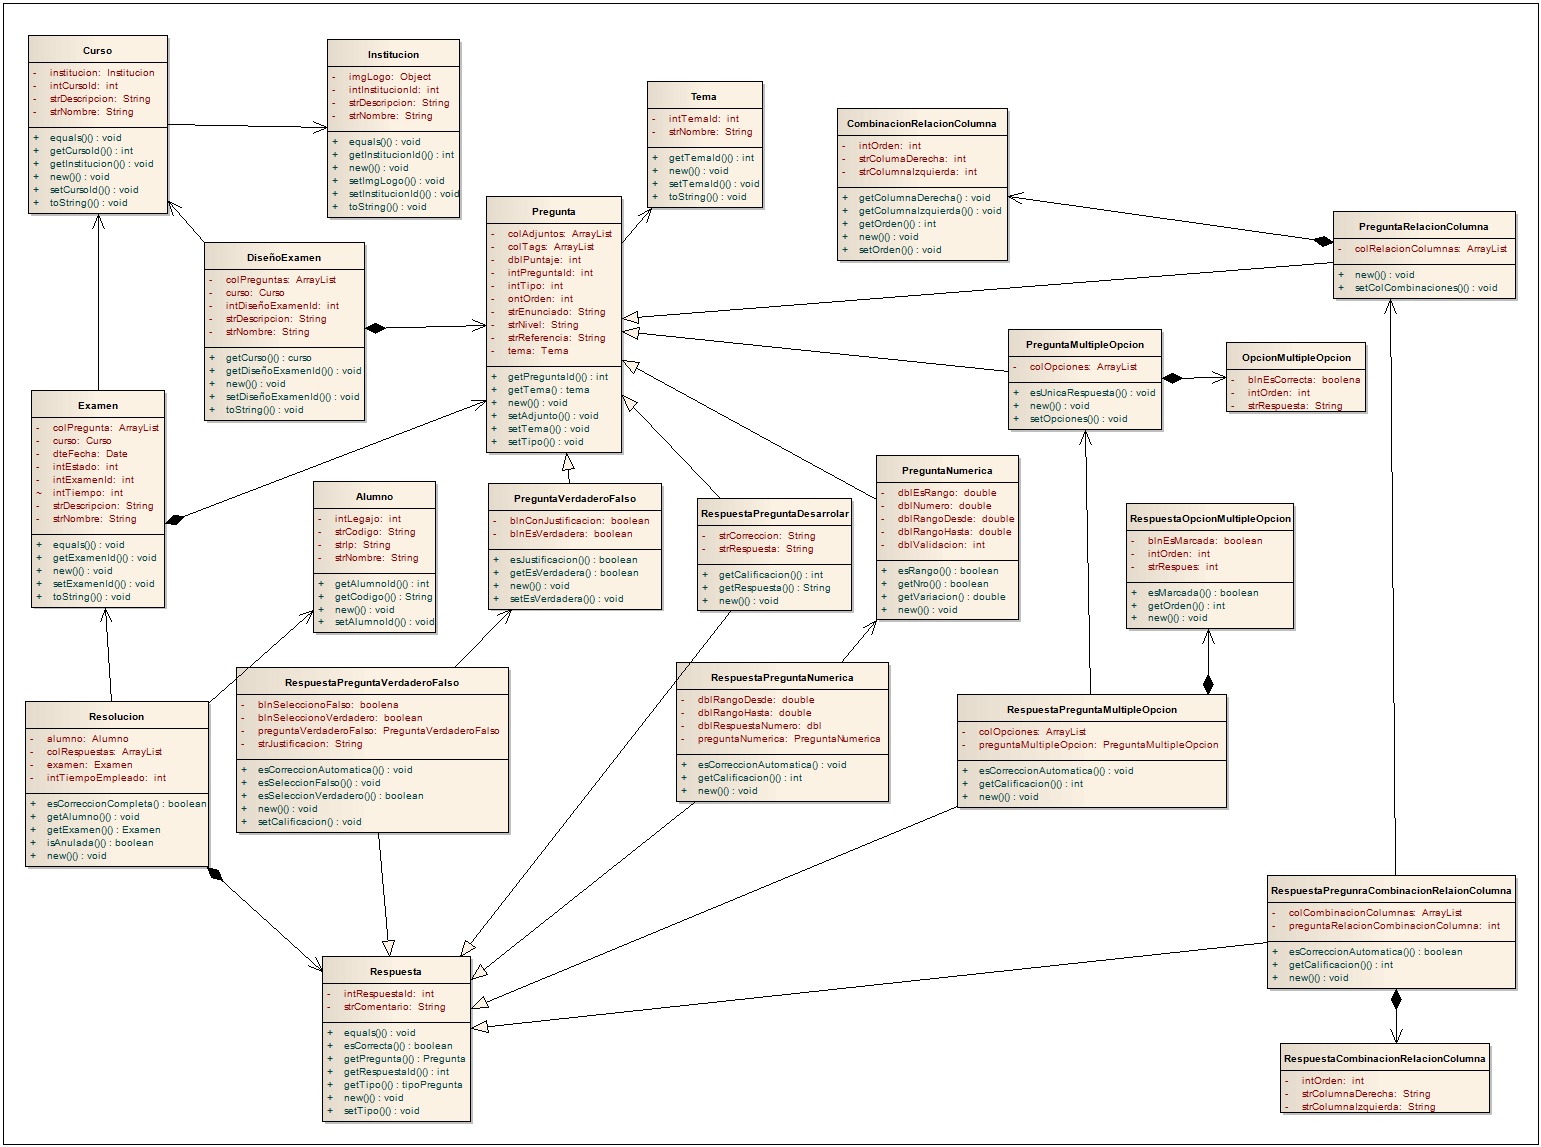 Curso
- institucion: Institucion
- intCursoId: int
- strDescripcion: String
- strNombre: String
+ equals()() : void
+ getCursoId()() : int
+ getInstitucion()() : void
+ new()() : void
+ setCursoId()() : void
+ toString()() : void
Institucion
- imgLogo: Object
- intInstitucionId: int
- strDescripcion: String
- strNombre: String
+ equals()() : void
+ getInstitucionId()() : int
+ new()() : void
+ setImgLogo()() : void
+ setInstitucionId()() : void
+ toString()() : void
Tema
- intTemaId: int
- strNombre: String
+ getTemaId()() : int
+ new()() : void
+ setTemaId()() : void
+ toString()() : void
CombinacionRelacionColumna
- intOrden: int
- strColumaDerecha: int
- strColumnaIzquierda: int
+ getColumnaDerecha() : void
+ getColumnaIzquierda()() : void
+ getOrden()() : int
+ new()() : void
+ setOrden()() : void
Pregunta
- colAdjuntos: ArrayList
- colTags: ArrayList
- dblPuntaje: int
- intPreguntaId: int
- intTipo: int
- ontOrden: int
- strEnunciado: String
- strNivel: String
- strReferencia: String
- tema: Tema
+ getPreguntaId()() : int
+ getTema()() : tema
+ new()() : void
+ setAdjunto()() : void
+ setTema()() : void
+ setTipo()() : void
PreguntaRelacionColumna
- colRelacionColumnas: ArrayList
+ new()() : void
+ setColCombinaciones()() : void
DiseñoExamen
- colPreguntas: ArrayList
- curso: Curso
- intDiseñoExamenId: int
- strDescripcion: String
- strNombre: String
+ getCurso()() : curso
+ getDiseñoExamenId()() : void
+ new()() : void
+ setDiseñoExamenId()() : void
+ toString()() : void
PreguntaMultipleOpcion
- colOpciones: ArrayList
+ esUnicaRespuesta()() : void
+ new()() : void
+ setOpciones()() : void
OpcionMultipleOpcion
- blnEsCorrecta: boolena
- intOrden: int
- strRespuesta: String
Examen
- colPregunta: ArrayList
- curso: Curso
- dteFecha: Date
- intEstado: int
- intExamenId: int
~ intTiempo: int
- strDescripcion: String
- strNombre: String
+ equals()() : void
+ getExamenId()() : void
+ new()() : void
+ setExamenId()() : void
+ toString()() : void
Alumno
- intLegajo: int
- strCodigo: String
- strIp: String
- strNombre: String
+ getAlumnoId()() : int
+ getCodigo()() : String
+ new()() : void
+ setAlumnoId()() : void
PreguntaVerdaderoFalso
- blnConJustificacion: boolean
- blnEsVerdadera: boolean
+ esJustificacion()() : boolean
+ getEsVerdadera() : boolean
+ new()() : void
+ setEsVerdadera()() : void
RespuestaPreguntaDesarrolar
- strCorreccion: String
- strRespuesta: String
+ getCalificacion()() : int
+ getRespuesta()() : String
+ new()() : void
PreguntaNumerica
- dblEsRango: double
- dblNumero: double
- dblRangoDesde: double
- dblRangoHasta: double
- dblValidacion: int
+ esRango()() : boolean
+ getNro()() : boolean
+ getVariacion() : double
+ new()() : void
RespuestaOpcionMultipleOpcion
- blnEsMarcada: boolean
- intOrden: int
- strRespues: int
+ esMarcada()() : boolean
+ getOrden()() : int
+ new()() : void
Resolucion
- alumno: Alumno
- colRespuestas: ArrayList
- examen: Examen
- intTiempoEmpleado: int
+ esCorreccionCompleta() : boolean
+ getAlumno()() : void
+ getExamen()() : Examen
+ isAnulada()() : boolean
+ new()() : void
RespuestaPreguntaVerdaderoFalso
- blnSeleccionoFalso: boolena
- blnSeleccionoVerdadero: boolean
- preguntaVerdaderoFalso: PreguntaVerdaderoFalso
- strJustificacion: String
+ esCorreccionAutomatica()() : void
+ esSeleccionFalso()() : void
+ esSeleccionVerdadero()() : boolean
+ new()() : void
+ setCalificacion() : void
RespuestaPreguntaNumerica
- dblRangoDesde: double
- dblRangoHasta: double
- dblRespuestaNumero: dbl
- preguntaNumerica: PreguntaNumerica
+ esCorreccionAutomatica()() : void
+ getCalificacion()() : int
+ new()() : void
RespuestaPreguntaMultipleOpcion
- colOpciones: ArrayList
- preguntaMultipleOpcion: PreguntaMultipleOpcion
+ esCorreccionAutomatica()() : void
+ getCalificacion()() : int
+ new()() : void
RespuestaPregunraCombinacionRelaionColumna
- colCombinacionColumnas: ArrayList
- preguntaRelacionCombinacionColumna: int
+ esCorreccionAutomatica()() : boolean
+ getCalificacion()() : int
+ new()() : void
Respuesta
- intRespuestaId: int
- strComentario: String
+ equals()() : void
+ esCorrecta()() : boolean
+ getPregunta()() : Pregunta
+ getRespuestaId()() : int
+ getTipo()() : tipoPregunta
+ new()() : void
+ setTipo()() : void
RespuestaCombinacionRelacionColumna
- intOrden: int
- strColumnaDerecha: String
- strColumnaIzquierda: String